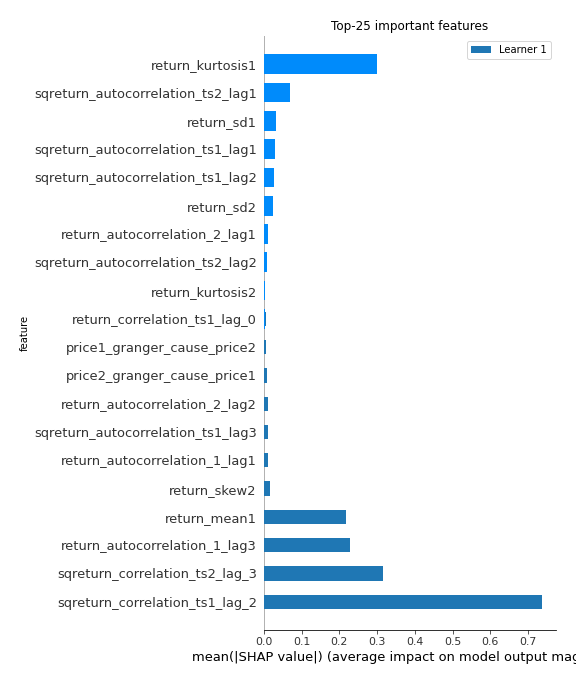 Top-25 important features
Learner 1
return_kurtosis1
sqreturn_autocorrelation_ts2_lag1
return_sd1
sqreturn_autocorrelation_ts1_lag1
sqreturn_autocorrelation_ts1_lag2
return_sd2
return_autocorrelation_2_lag1
sqreturn_autocorrelation_ts2_lag2
return_kurtosis2
return_correlation_ts1_lag_0
price1_granger_cause_price2
price2_granger_cause_price1
return_autocorrelation_2_lag2
sqreturn_autocorrelation_ts1_lag3
return_autocorrelation_1_lag1
return_skew2
return_mean1
return_autocorrelation_1_lag3
sqreturn_correlation_ts2_lag_3
sqreturn_correlation_ts1_lag_2
feature
0.0 0.1 0.2 0.3 0.4 0.5 0.6 0.7
mean(|SHAP value|) (average impact on model output mag